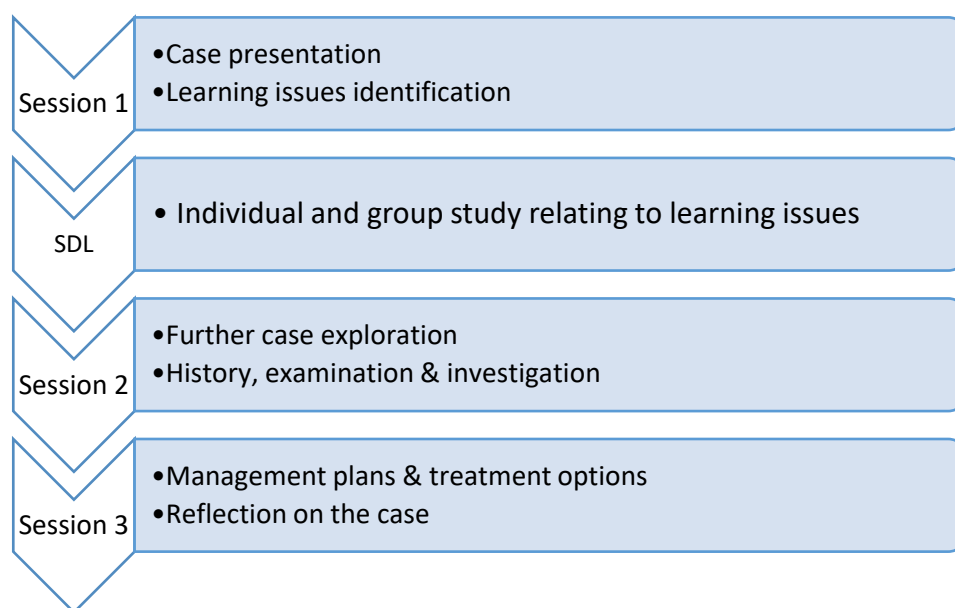 Session 1
•Case presentation
•Learning issues identification
SDL
• Individual and group study relating to learning issues
Session 2
•Further case exploration
•History, examination & investigation
Session 3
•Management plans & treatment options
•Reflection on the case